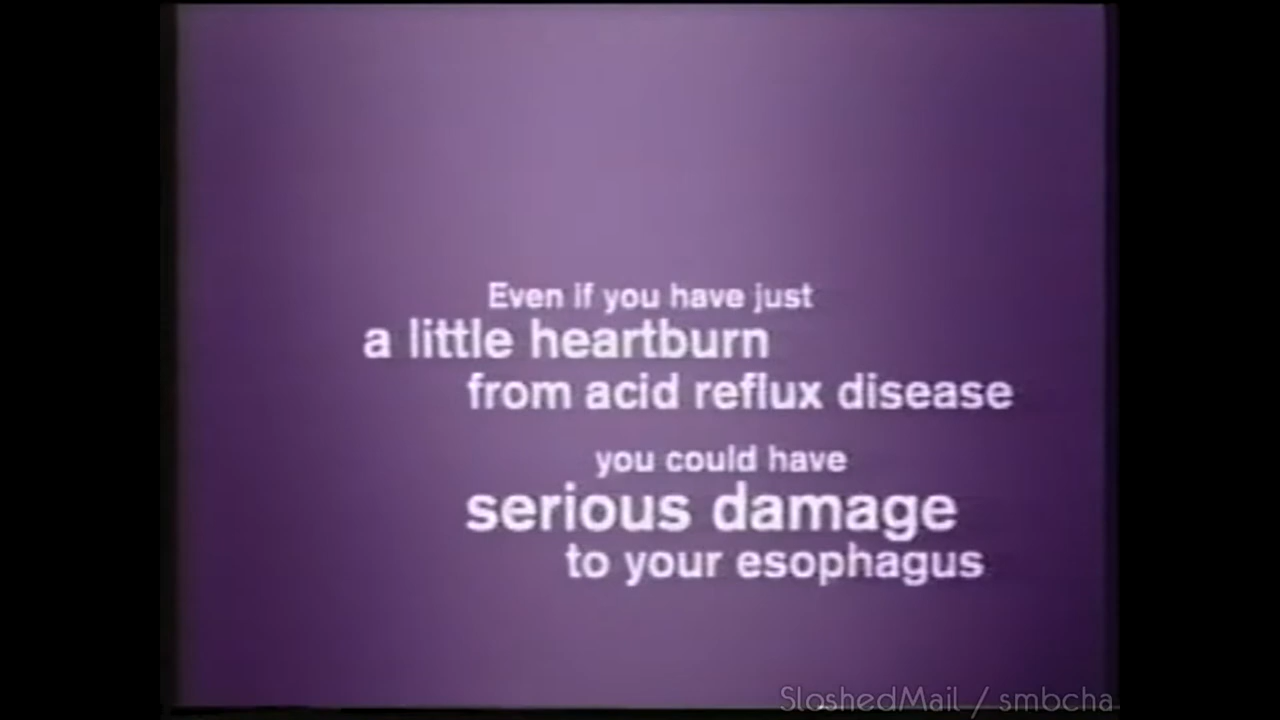 Even if you have just
a little heartburn
from acid reflux disease
you could have
serious damage
to your esophagus
SloshedMail / smbcha